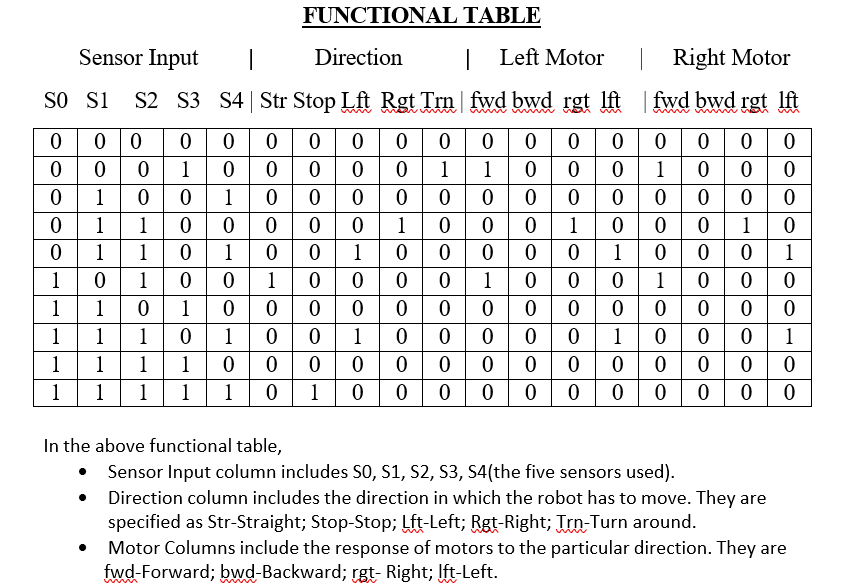 FUNCTIONAL TABLE
Sensor Input | Direction | Left Motor | Right Motor
S0 S1 S2 S3 S4 | Str Stop Lft Rgt Trn | fwd bwd rgt lft | fwd bwd rgt lft
0 0 0 0 0 0 0 0 0 0 0 0 0 0 0 0 0 0
0 0 0 1 0 0 0 0 0 1 1 0 0 0 1 0 0 0
0 1 0 0 1 0 0 0 0 0 0 0 0 0 0 0 0 0
0 1 1 0 0 0 0 0 1 0 0 0 1 0 0 0 1 0
0 1 1 0 1 0 0 1 0 0 0 0 0 1 0 0 0 1
1 0 1 0 0 1 0 0 0 0 1 0 0 0 1 0 0 0
1 1 0 1 0 0 0 0 0 0 0 0 0 0 0 0 0 0
1 1 1 0 1 0 0 1 0 0 0 0 0 1 0 0 0 1
1 1 1 1 0 0 0 0 0 0 0 0 0 0 0 0 0 0
1 1 1 1 1 0 1 0 0 0 0 0 0 0 0 0 0 0
In the above functional table,
• Sensor Input column includes S0, S1, S2, S3, S4(the five sensors used).
• Direction column includes the direction in which the robot has to move. They are
specified as Str-Straight; Stop-Stop; Lft-Left; Rgt-Right; Trn-Turn around.
• Motor Columns include the response of motors to the particular direction. They are
fwd-Forward; bwd-Backward; rgt- Right; lft-Left.